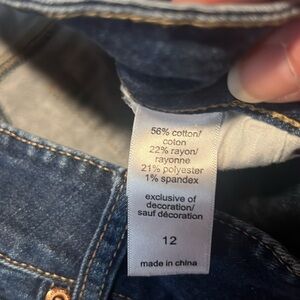 56% cotton/
coton
22% rayon/
rayonne
21% polyester
1% spandex
exclusive of
decoration/
sauf décoration
12
made in china